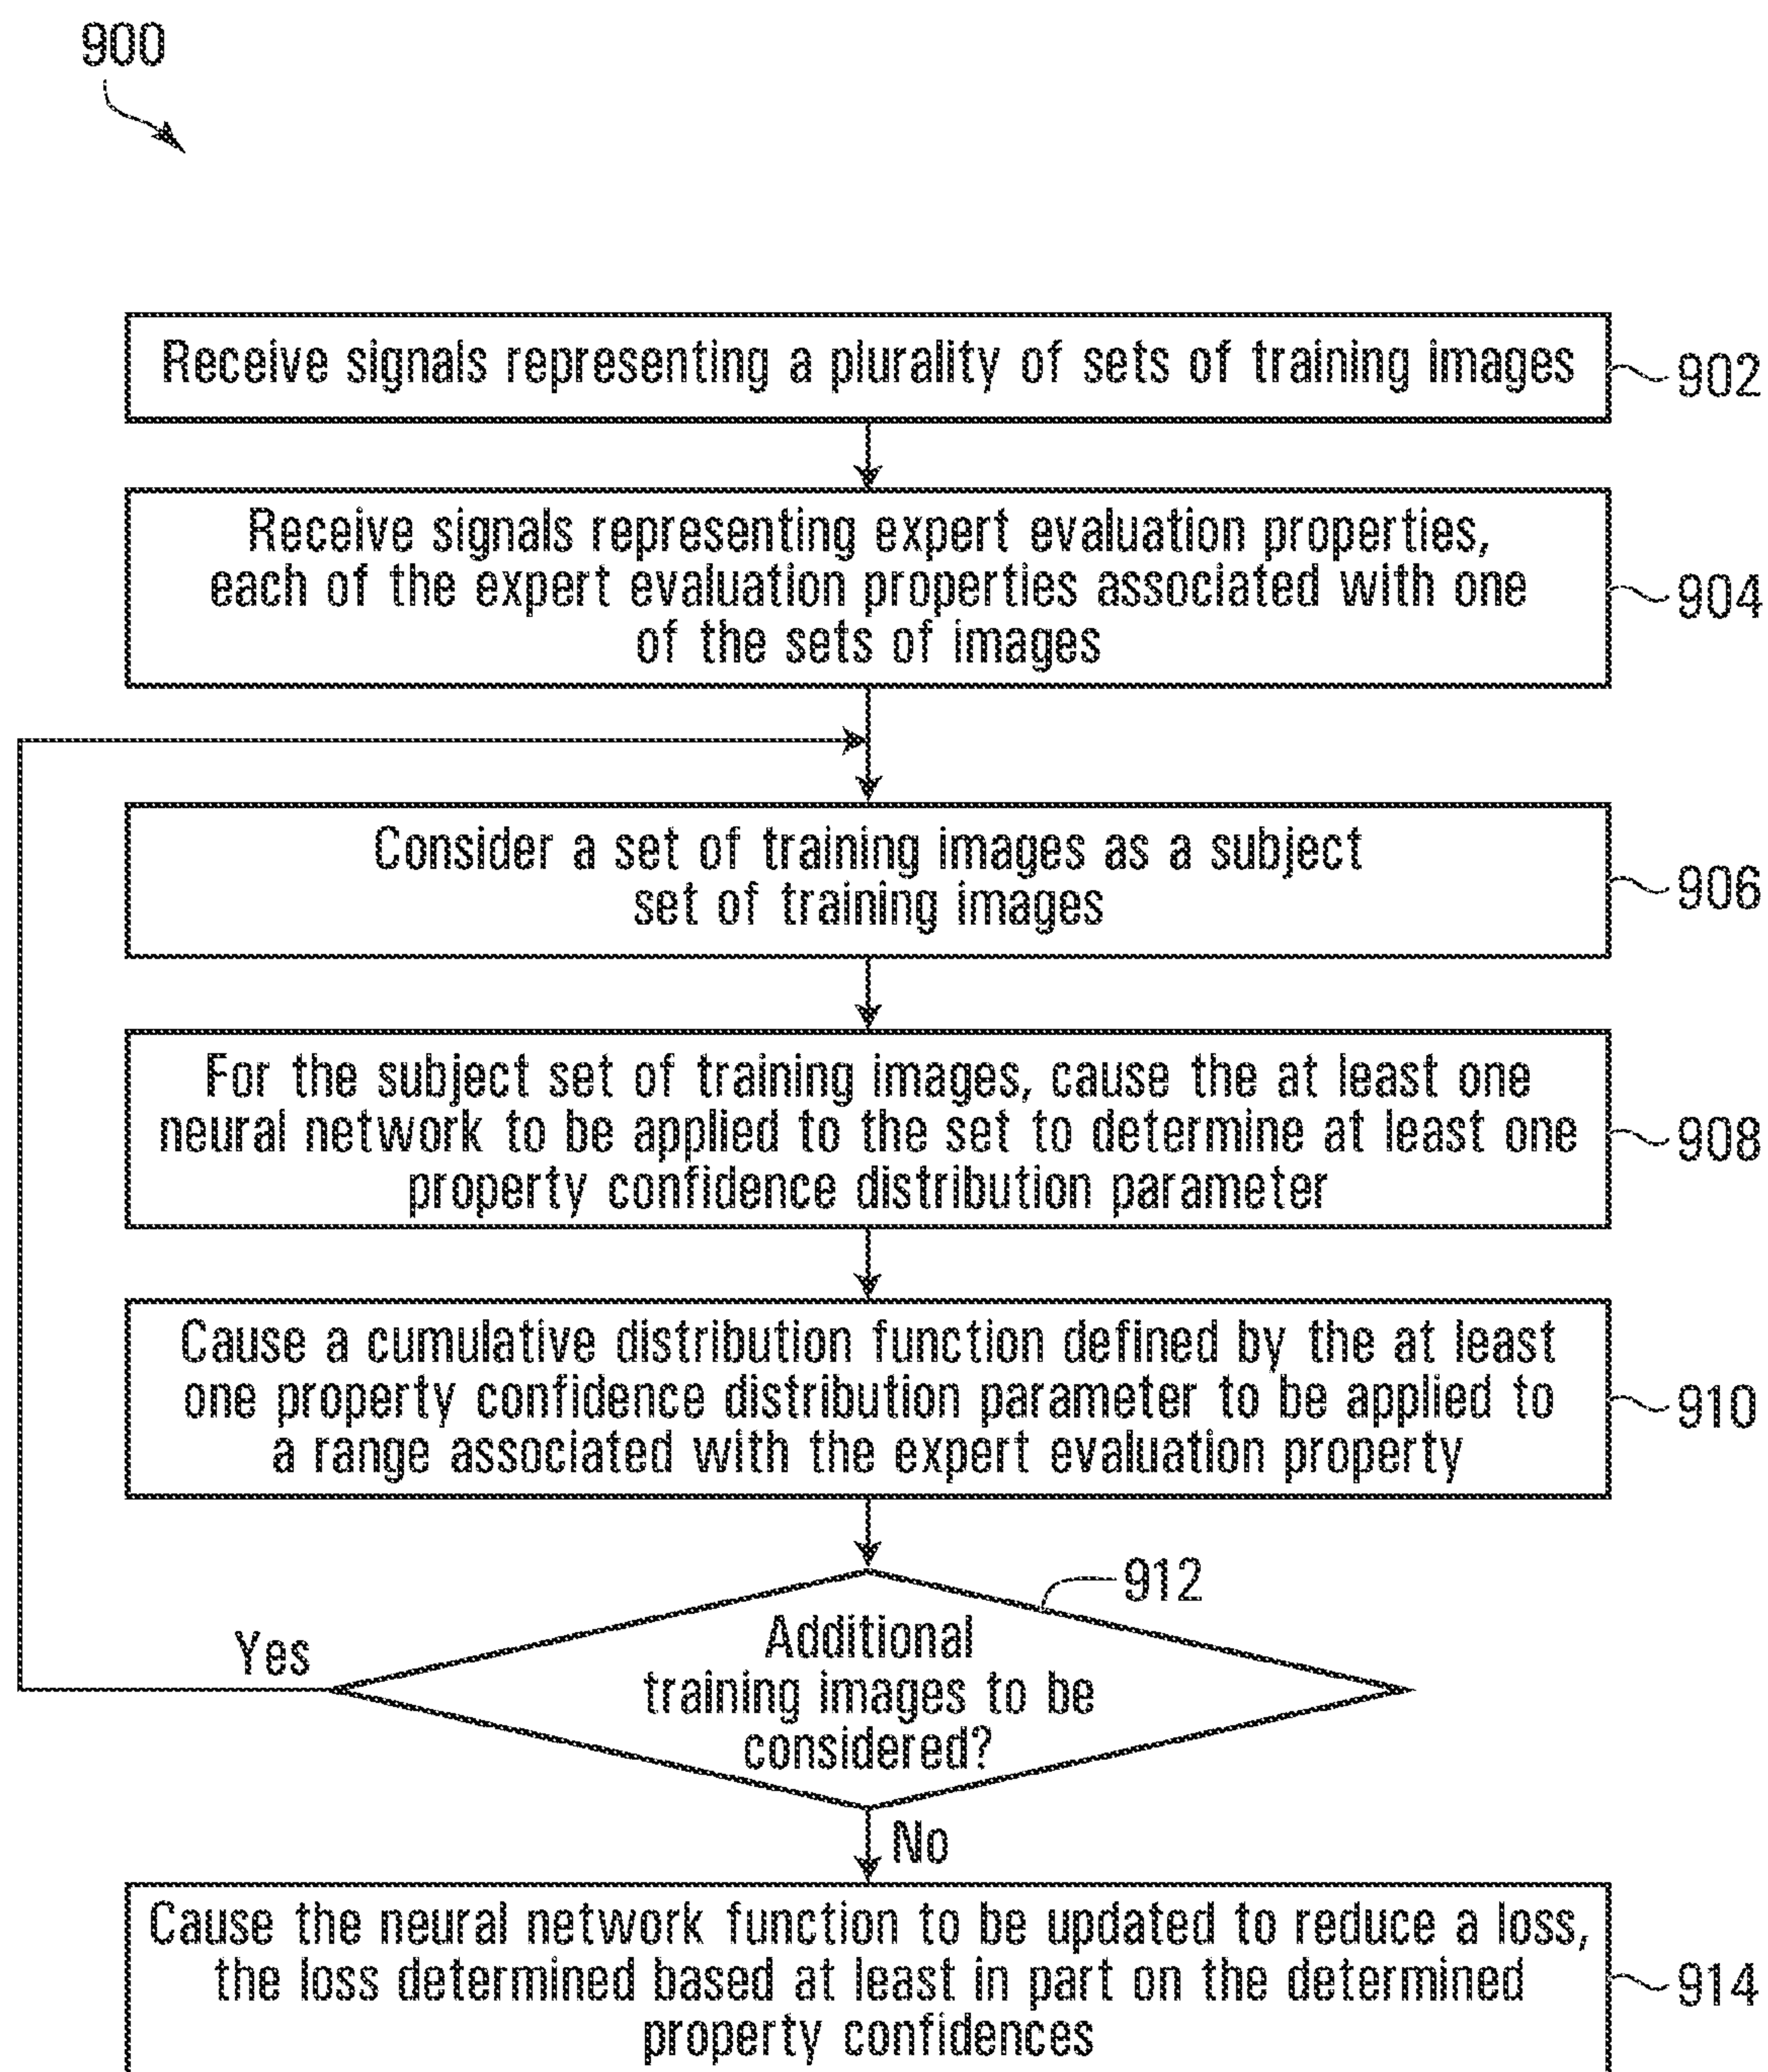 900
Receive signals representing a plurality of sets of training images
902
Receive signals representing expert evaluation properties,
each of the expert evaluation properties associated with one
of the sets of images
904
Consider a set of training images as a subject
set of training images
906
For the subject set of training images, cause the at least one
neural network to be applied to the set to determine at least one
property confidence distribution parameter
908
Cause a cumulative distribution function defined by the at least
one property confidence distribution parameter to be applied to
a range associated with the expert evaluation property
910
912
Additional
training images to be
considered?
Yes
No
Cause the neural network function to be updated to reduce a loss,
the loss determined based at least in part on the determined
property confidences
914